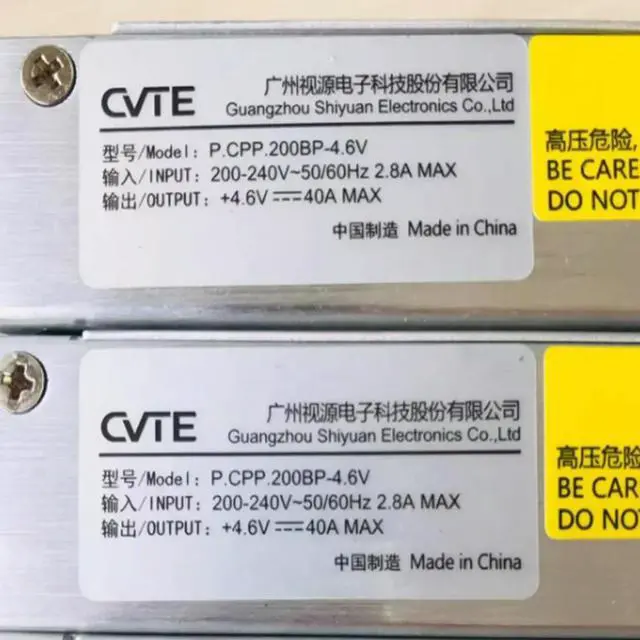 CVTE
广州视源电子科技股份有限公司
Guangzhou Shiyuan Electronics Co.,Ltd
型号/Model: P.CPP.200BP-4.6V
输入/INPUT: 200-240V~50/60Hz 2.8A MAX
输出/OUTPUT: +4.6V⎓40A MAX
中国制造 Made in China
高压危险,
BE CARE
DO NOT
CVTE
广州视源电子科技股份有限公司
Guangzhou Shiyuan Electronics Co.,Ltd
型号/Model: P.CPP.200BP-4.6V
输入/INPUT: 200-240V~50/60Hz 2.8A MAX
输出/OUTPUT: +4.6V⎓40A MAX
中国制造 Made in China
高压危险
BE CAR
DO NO